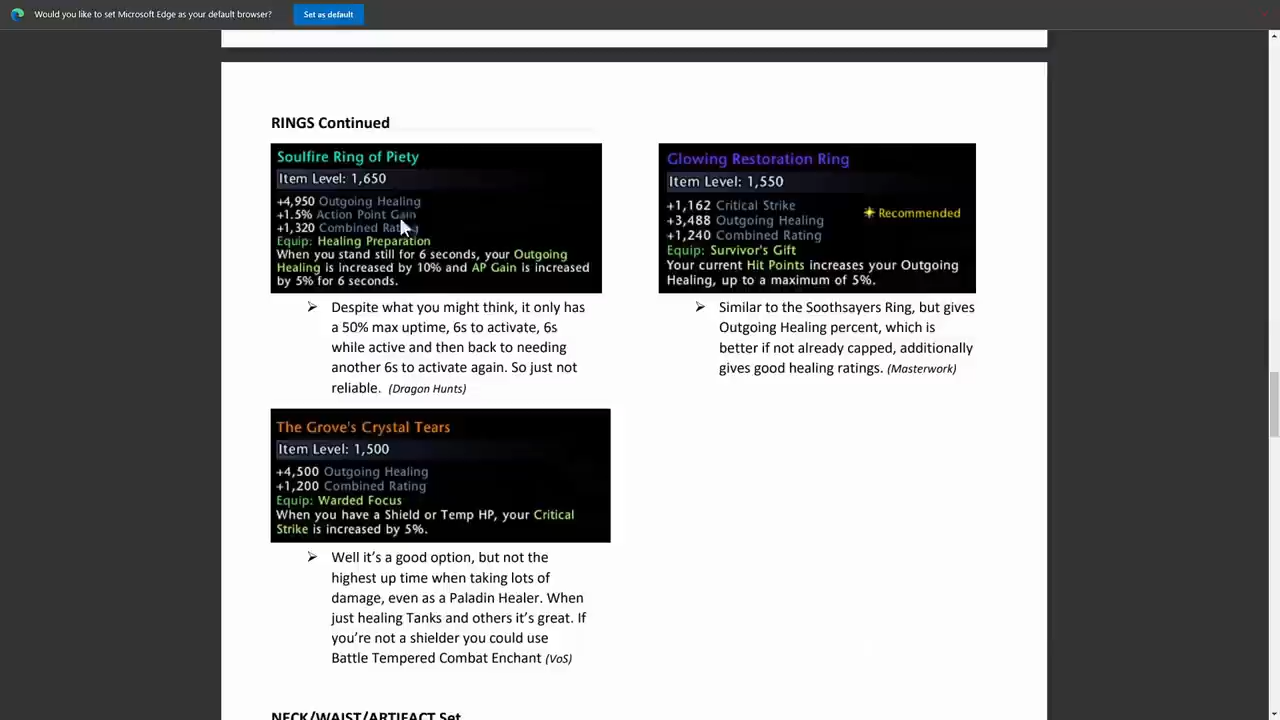 Would you like to set Microsoft Edge as your default browser?
Set as default
RINGS Continued
Soulfire Ring of Piety
Item Level: 1,650
+4,950 Outgoing Healing
+1.5% Action Point Gain
+1,320 Combined Rating
Equip: Healing Preparation
When you stand still for 6 seconds, your Outgoing
Healing is increased by 10% and AP Gain is increased
by 5% for 6 seconds.
➢ Despite what you might think, it only has
a 50% max uptime, 6s to activate, 6s
while active and then back to needing
another 6s to activate again. So just not
reliable. (Dragon Hunts)
Glowing Restoration Ring
Item Level: 1,550
+1,162 Critical Strike
+3,488 Outgoing Healing
Recommended
+1,240 Combined Rating
Equip: Survivor's Gift
Your current Hit Points increases your Outgoing
Healing, up to a maximum of 5%.
➢ Similar to the Soothsayers Ring, but gives
Outgoing Healing percent, which is
better if not already capped, additionally
gives good healing ratings. (Masterwork)
The Grove's Crystal Tears
Item Level: 1,500
+4,500 Outgoing Healing
+1,200 Combined Rating
Equip: Warded Focus
When you have a Shield or Temp HP, your Critical
Strike is increased by 5%.
➢ Well it's a good option, but not the
highest up time when taking lots of
damage, even as a Paladin Healer. When
just healing Tanks and others it's great. If
you're not a shielder you could use
Battle Tempered Combat Enchant (VoS)
NECK/WAIST/ARTIFACT Set